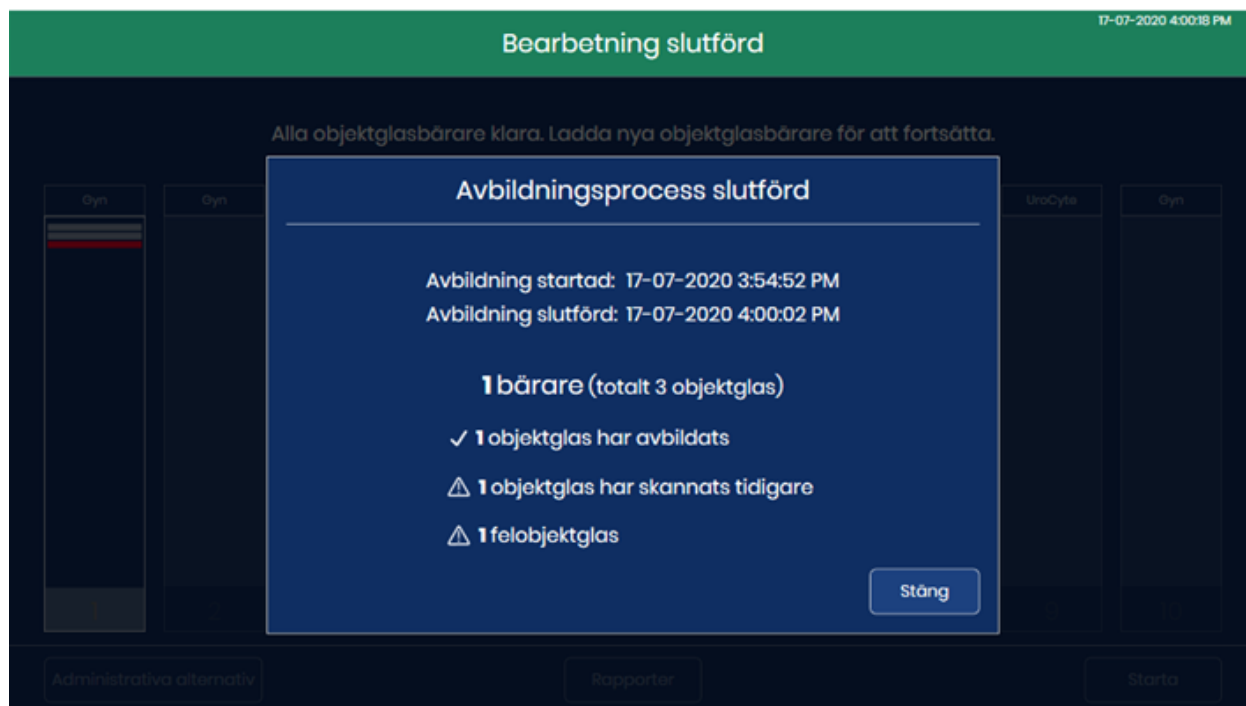 17-07-2020 4:00:18 PM
Bearbetning slutförd
Alla objektglasbärare klara. Ladda nya objektglasbärare för att fortsätta.
Gyn
Gyn
UroCyte
Gyn
Avbildningsprocess slutförd
Avbildning startad: 17-07-2020 3:54:52 PM
Avbildning slutförd: 17-07-2020 4:00:02 PM
1 bärare (totalt 3 objektglas)
1 objektglas har avbildats
1 objektglas har skannats tidigare
1 felobjektglas
Stäng
1
10
Administrativa alternativ
Rapporter
Starta